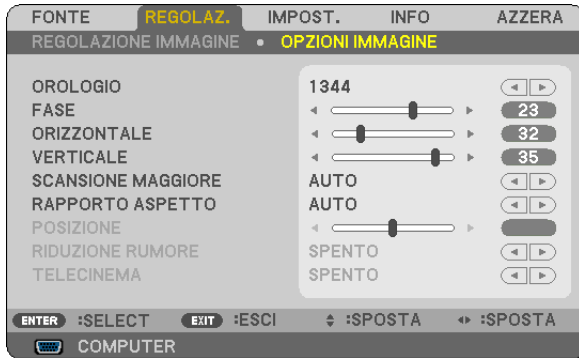 FONTE REGOLAZ. IMPOST. INFO AZZERA
REGOLAZIONE IMMAGINE • OPZIONI IMMAGINE
OROLOGIO 1344
FASE 23
ORIZZONTALE 32
VERTICALE 35
SCANSIONE MAGGIORE AUTO
RAPPORTO ASPETTO AUTO
POSIZIONE
RIDUZIONE RUMORE SPENTO
TELECINEMA SPENTO
ENTER :SELECT EXIT :ESCI :SPOSTA :SPOSTA
COMPUTER